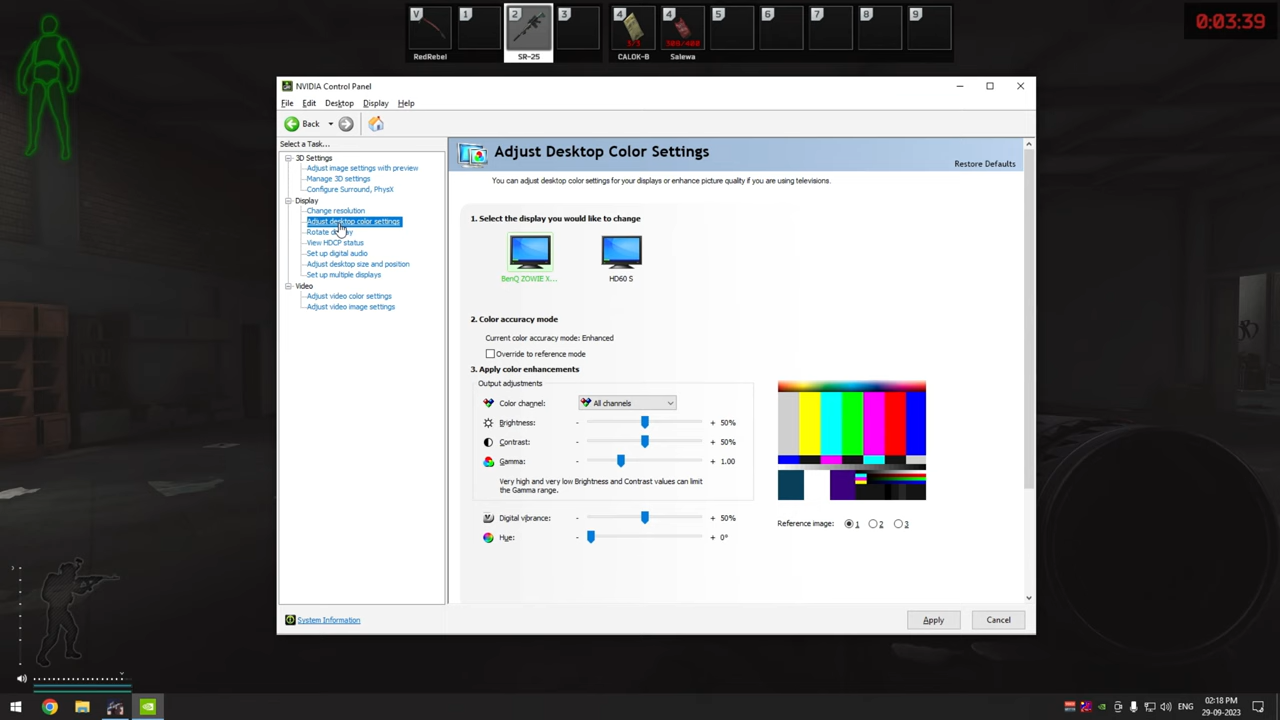 V
1
2
3
4
4
5
6
7
8
9
0:03:39
3/3
308/400
RedRebel
SR-25
CALOK-B
Salewa
NVIDIA Control Panel
File Edit Desktop Display Help
Back
Select a Task...
3D Settings
Adjust image settings with preview
Manage 3D settings
Configure Surround, PhysX
Display
Change resolution
Adjust desktop color settings
Rotate display
View HDCP status
Set up digital audio
Adjust desktop size and position
Set up multiple displays
Video
Adjust video color settings
Adjust video image settings
System Information
Adjust Desktop Color Settings
Restore Defaults
You can adjust desktop color settings for your displays or enhance picture quality if you are using televisions.
1. Select the display you would like to change
BenQ ZOWIE X...
HD60 S
2. Color accuracy mode
Current color accuracy mode: Enhanced
Override to reference mode
3. Apply color enhancements
Output adjustments
Color channel: All channels
Brightness: - + 50%
Contrast: - + 50%
Gamma: - + 1.00
Very high and very low Brightness and Contrast values can limit
the Gamma range.
Digital vibrance: - + 50%
Hue: - + 0°
Reference image: 1 2 3
Apply
Cancel
ENG
02:18 PM
29-09-2023